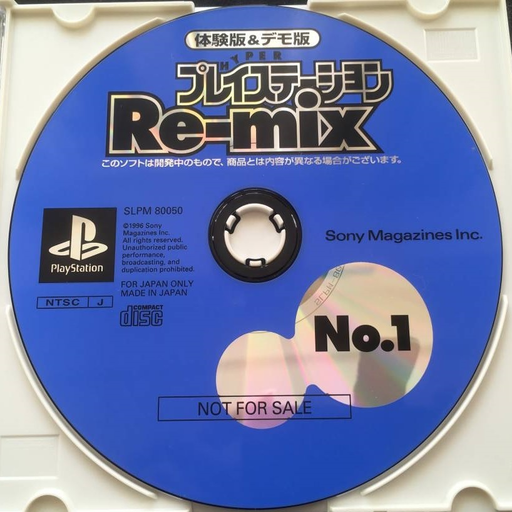 体験版&デモ版
HYPER
プレイステーション
Re-mix
このソフトは開発中のもので、商品とは内容が異なる場合がございます。
SLPM 80050
©1996 Sony
Magazines Inc.
All rights reserved.
Unauthorized public
performance,
broadcasting, and
duplication prohibited.
PlayStation
NTSC J
FOR JAPAN ONLY
MADE IN JAPAN
COMPACT
disc
Sony Magazines Inc.
No.1
NOT FOR SALE